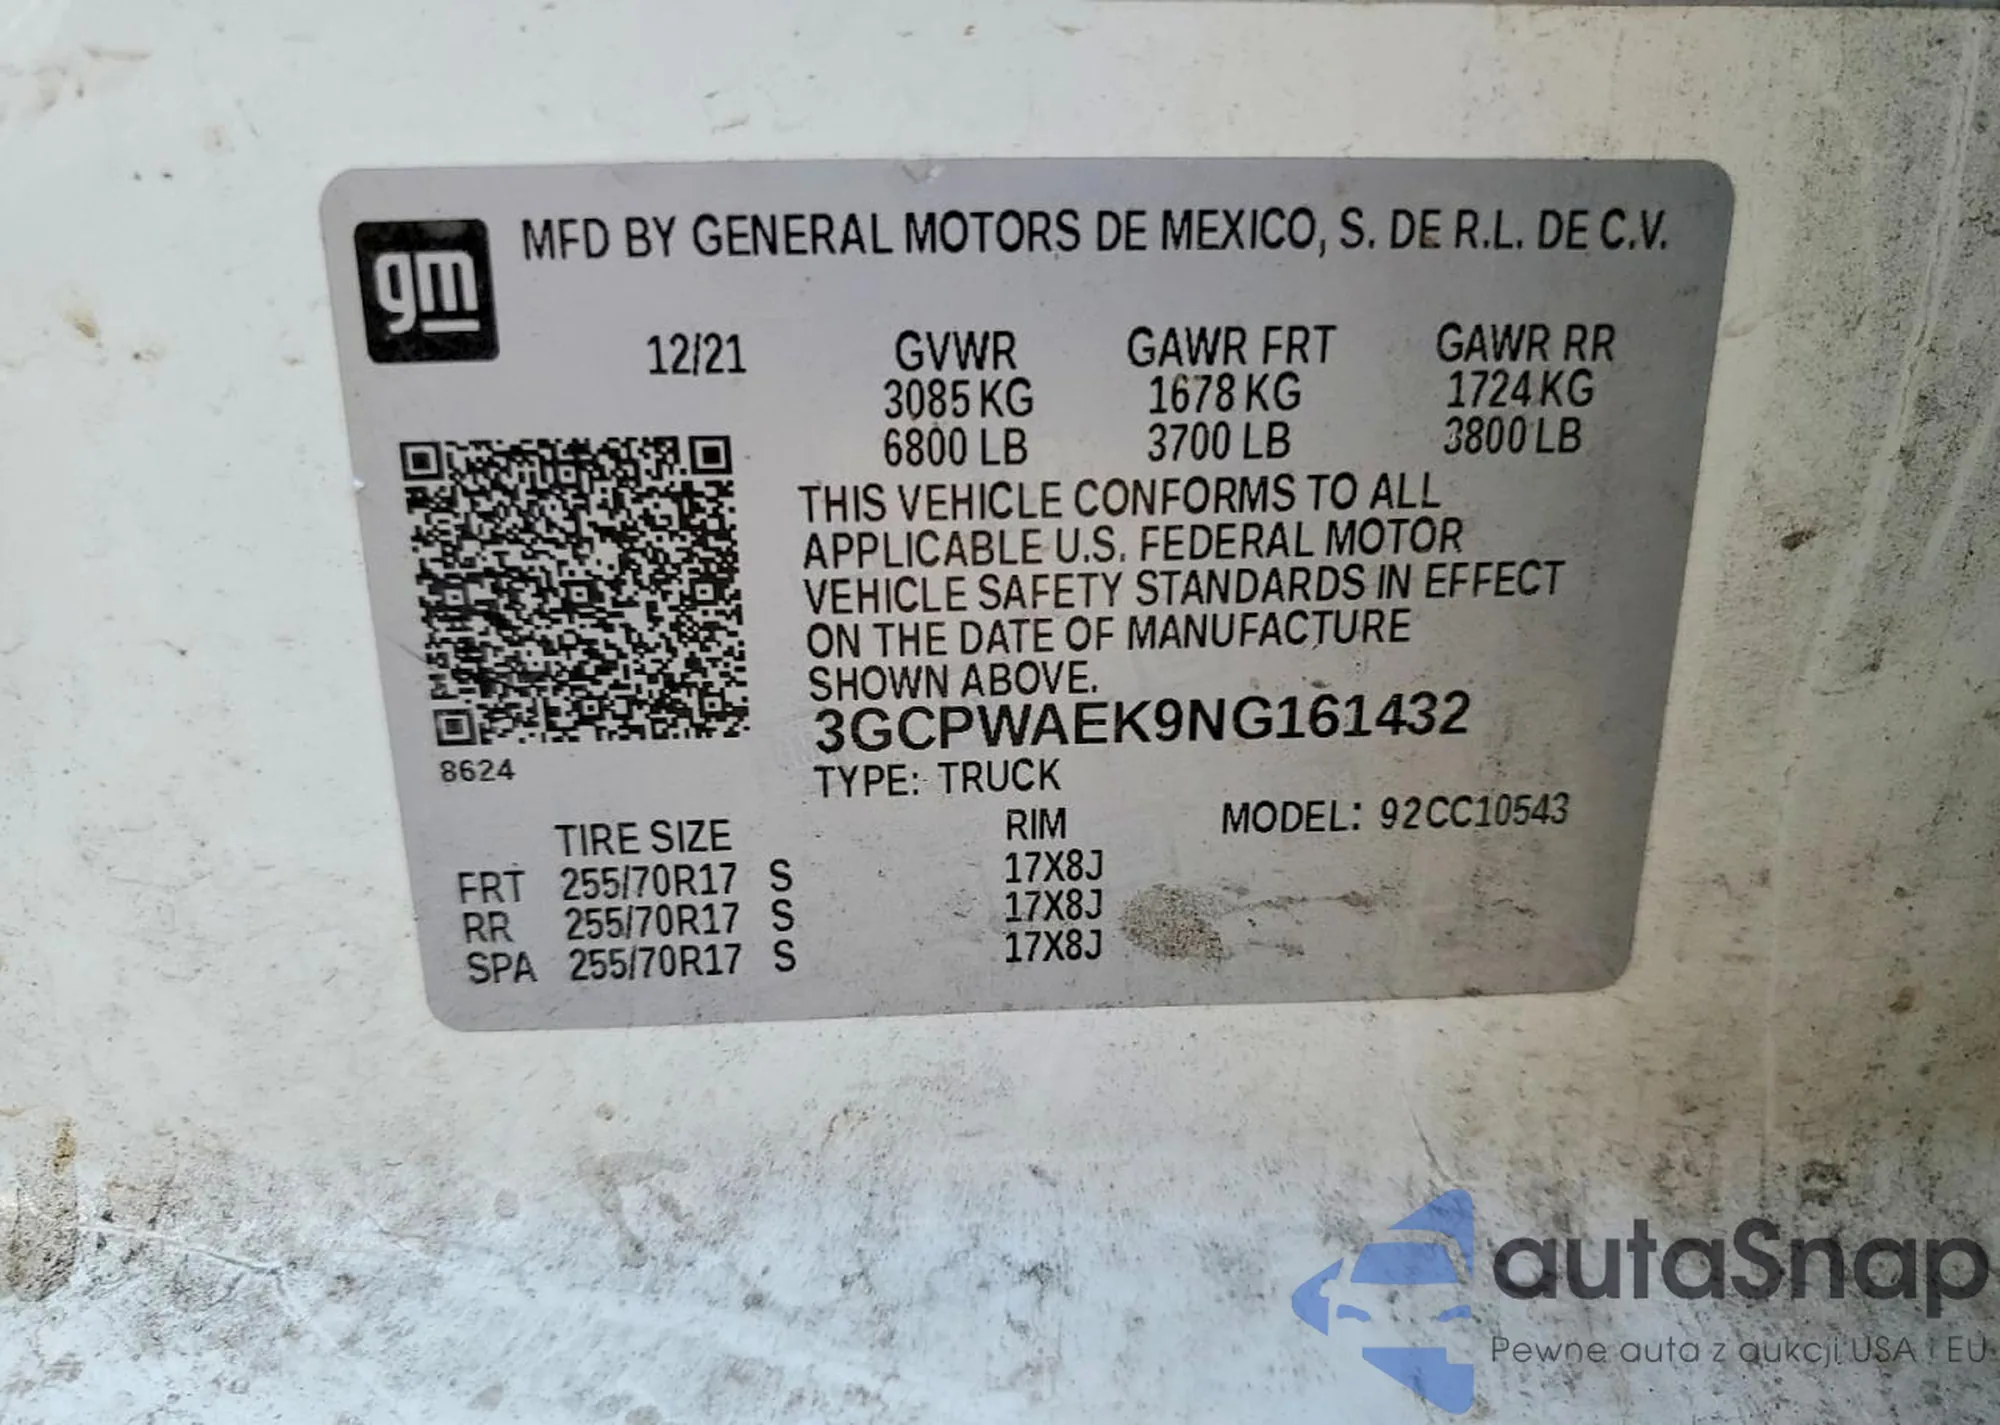 gm
MFD BY GENERAL MOTORS DE MEXICO, S. DE R.L. DE C.V.
12/21 GVWR GAWR FRT GAWR RR
3085 KG 1678 KG 1724 KG
6800 LB 3700 LB 3800 LB
THIS VEHICLE CONFORMS TO ALL
APPLICABLE U.S. FEDERAL MOTOR
VEHICLE SAFETY STANDARDS IN EFFECT
ON THE DATE OF MANUFACTURE
SHOWN ABOVE.
3GCPWAEK9NG161432
8624
TYPE: TRUCK
TIRE SIZE RIM MODEL: 92CC10543
FRT 255/70R17 S 17X8J
RR 255/70R17 S 17X8J
SPA 255/70R17 S 17X8J
autaSnap
Pewne auta z aukcji USA i EU